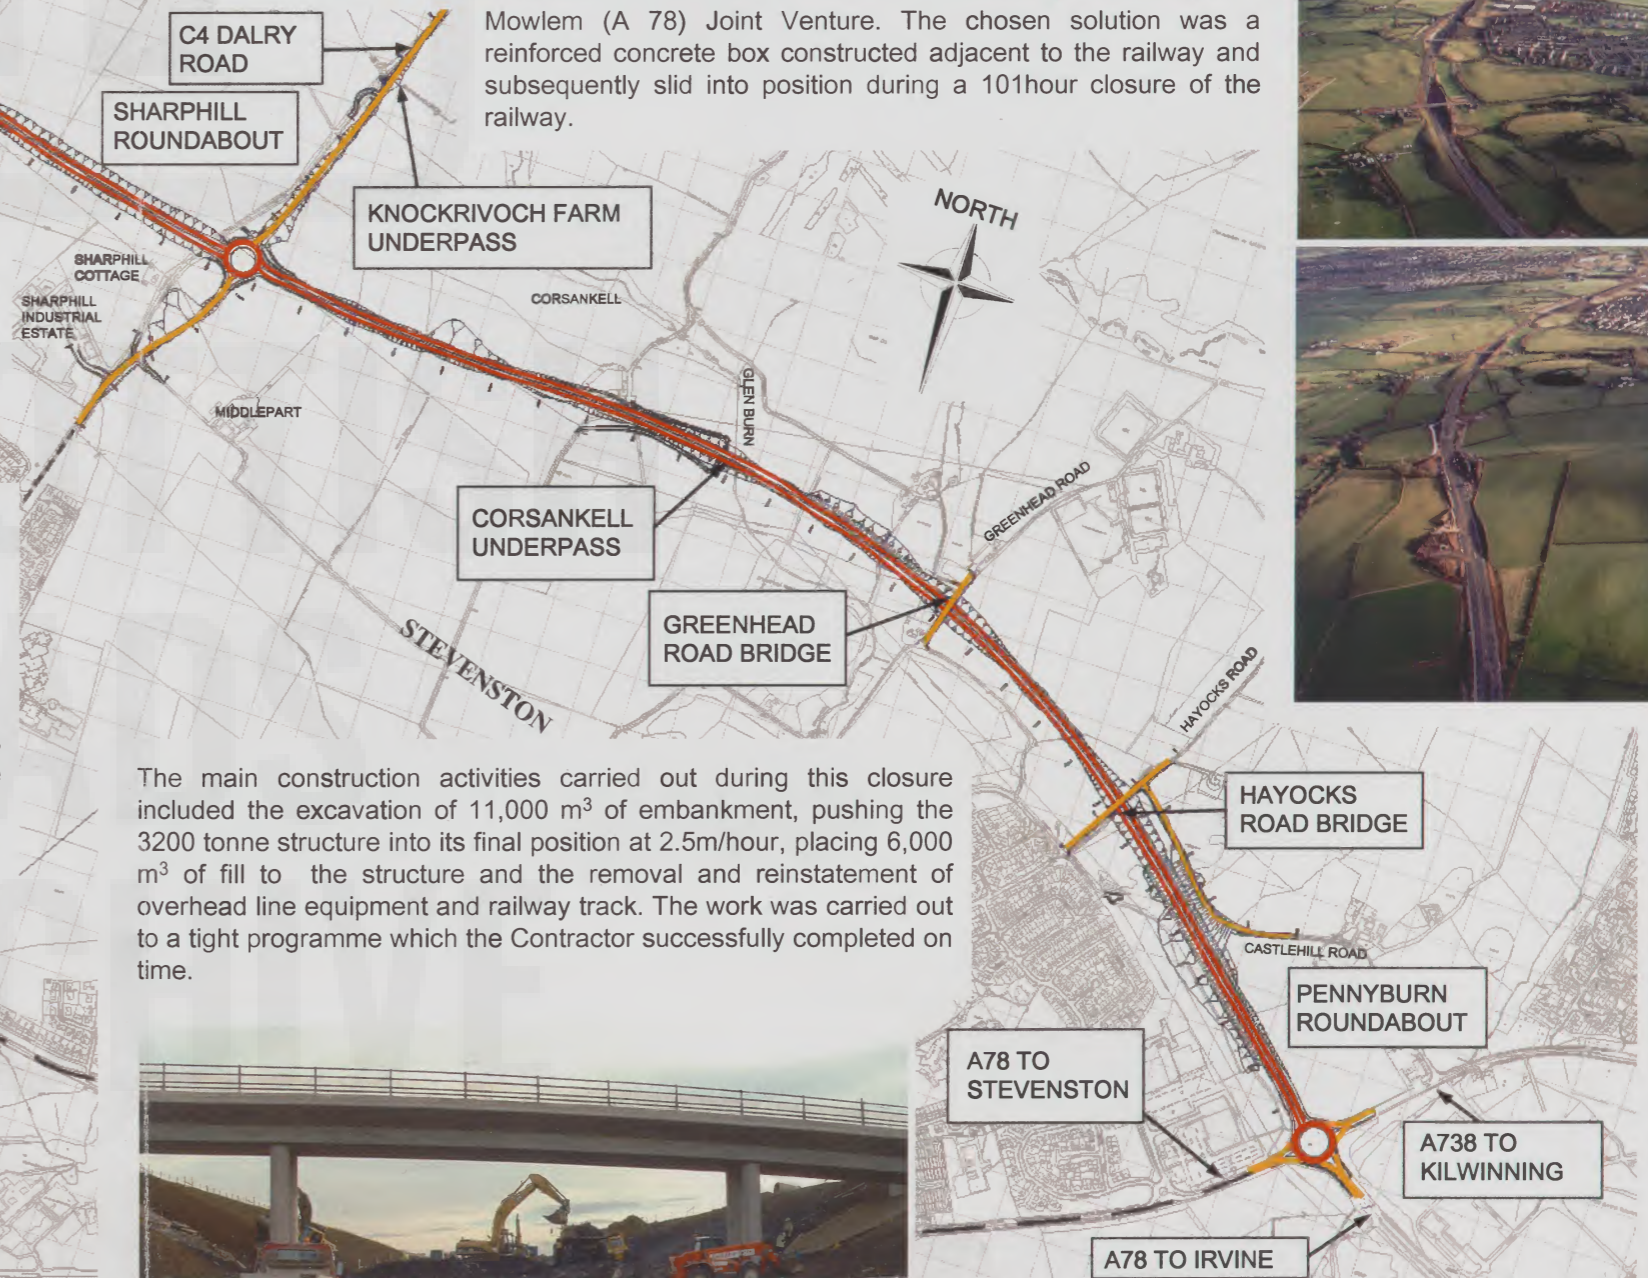 Mowlem (A 78) Joint Venture. The chosen solution was a
reinforced concrete box constructed adjacent to the railway and
subsequently slid into position during a 101hour closure of the
railway.
C4 DALRY
ROAD
SHARPHILL
ROUNDABOUT
KNOCKRIVOCH FARM
UNDERPASS
NORTH
SHARPHILL
COTTAGE
SHARPHILL
INDUSTRIAL
ESTATE
CORSANKELL
MIDDLEPART
GLEN BURN
CORSANKELL
UNDERPASS
GREENHEAD ROAD
GREENHEAD
ROAD BRIDGE
STEVENSTON
HAYOCKS ROAD
The main construction activities carried out during this closure
included the excavation of 11,000 m³ of embankment, pushing the
3200 tonne structure into its final position at 2.5m/hour, placing 6,000
m³ of fill to the structure and the removal and reinstatement of
overhead line equipment and railway track. The work was carried out
to a tight programme which the Contractor successfully completed on
time.
HAYOCKS
ROAD BRIDGE
CASTLEHILL ROAD
PENNYBURN
ROUNDABOUT
A78 TO
STEVENSTON
A738 TO
KILWINNING
A78 TO IRVINE